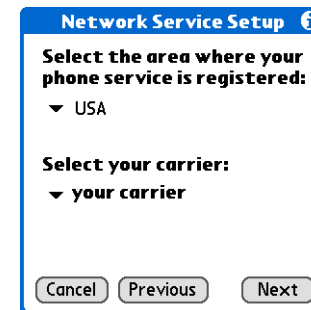 Network Service Setup i
Select the area where your
phone service is registered:
USA
Select your carrier:
your carrier
Cancel Previous Next